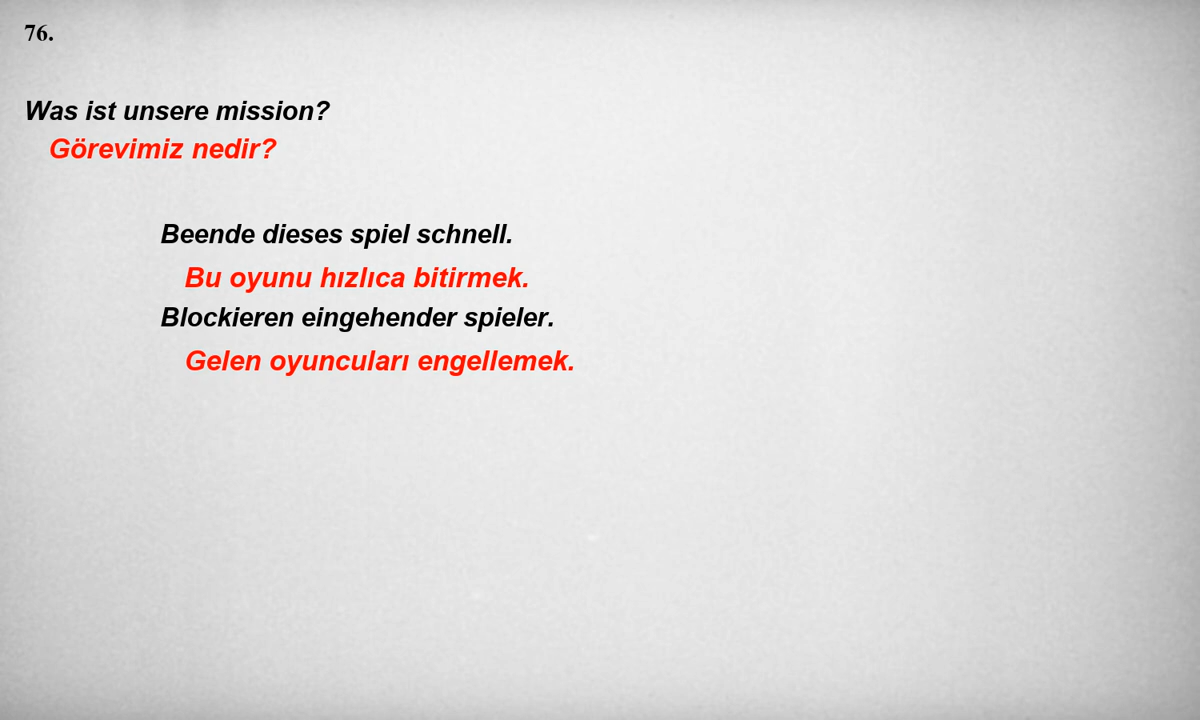 76.
Was ist unsere mission?
Görevimiz nedir?
Beende dieses spiel schnell.
Bu oyunu hızlıca bitirmek.
Blockieren eingehender spieler.
Gelen oyuncuları engellemek.